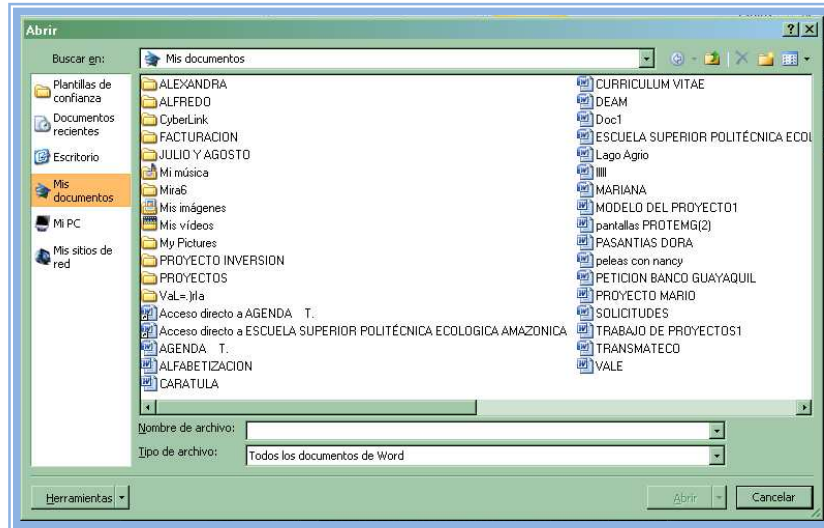 Abrir
Buscar en:
Mis documentos
Plantillas de
confianza
Documentos
recientes
Escritorio
Mis
documentos
Mi PC
Mis sitios de
red
ALEXANDRA
ALFREDO
CyberLink
FACTURACION
JULIO Y AGOSTO
Mi música
Mira6
Mis imágenes
Mis vídeos
My Pictures
PROYECTO INVERSION
PROYECTOS
VaL=.)rla
Acceso directo a AGENDA T.
Acceso directo a ESCUELA SUPERIOR POLITÉCNICA ECOLOGICA AMAZONICA
AGENDA T.
ALFABETIZACION
CARATULA
CURRICULUM VITAE
DEAM
Doc1
ESCUELA SUPERIOR POLITÉCNICA ECOL
Lago Agrio
MARIANA
MODELO DEL PROYECTO1
pantallas PROTEMG(2)
PASANTIAS DORA
peleas con nancy
PETICION BANCO GUAYAQUIL
PROYECTO MARIO
SOLICITUDES
TRABAJO DE PROYECTOS1
TRANSMATECO
VALE
Nombre de archivo:
Tipo de archivo:
Todos los documentos de Word
Herramientas
Abrir
Cancelar